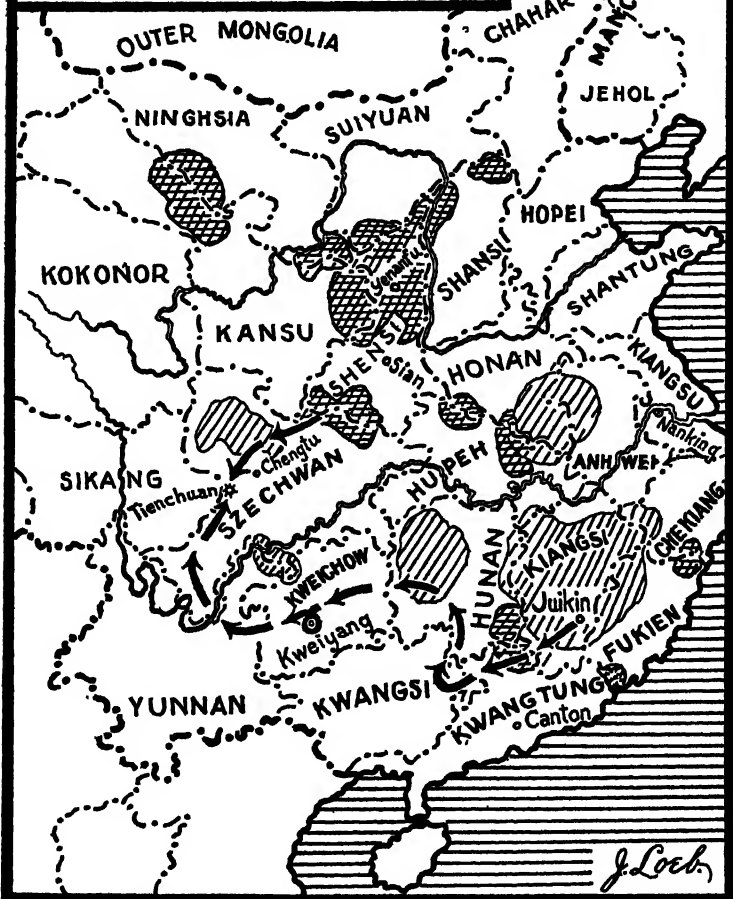 OUTER MONGOLIA
CHAHAR
JEHOL
NINGHSIA
SUIYUAN
HOPEI
KOKONOR
SHANSI
SHANTUNG
KANSU
SHENSI
Sian
HONAN
KIANGSU
Nanking
SIKANG
Tienchuan
Chengtu
SZECHWAN
HUPEH
ANHWEI
CHEKIANG
KWEICHOW
HUNAN
KIANGSI
Juikin
Kweiyang
FUKIEN
YUNNAN
KWANGSI
KWANGTUNG
Canton
J. Loeb.